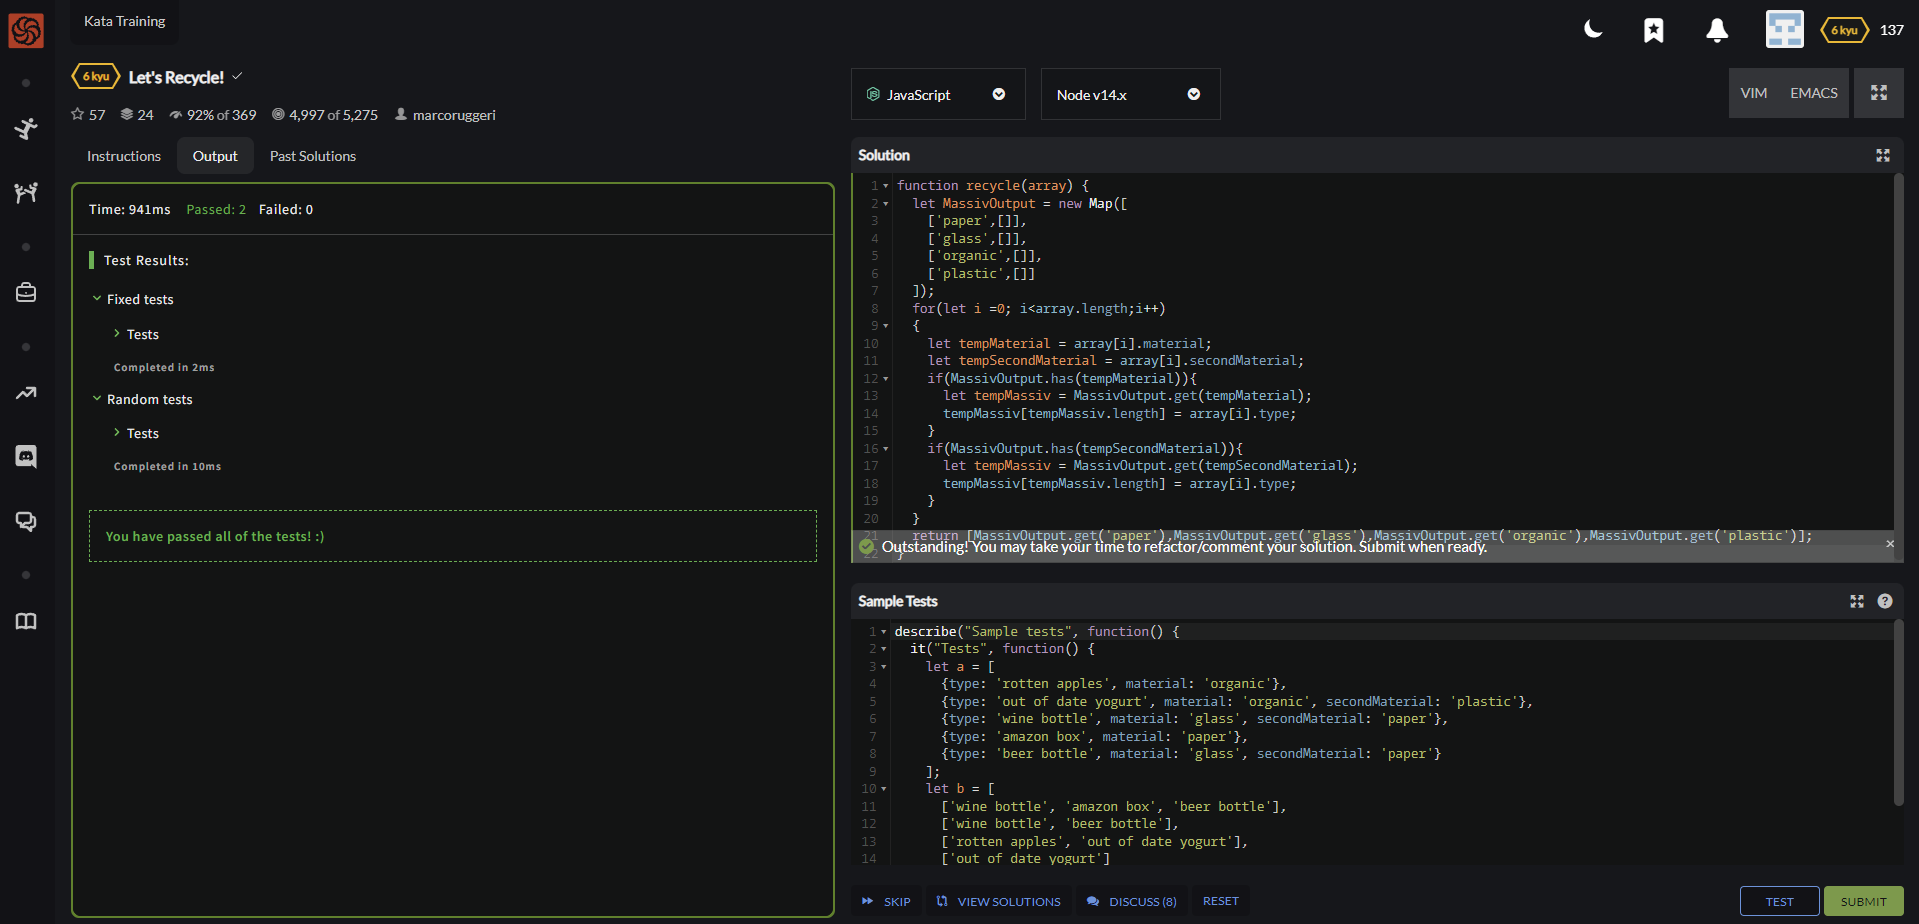 Kata Training
6 kyu
137
6 kyu Let's Recycle!
57 24 92% of 369 4,997 of 5,275 marcoruggeri
Instructions Output Past Solutions
Time: 941ms Passed: 2 Failed: 0
Test Results:
Fixed tests
Tests
Completed in 2ms
Random tests
Tests
Completed in 10ms
You have passed all of the tests! :)
JavaScript Node v14.x VIM EMACS
Solution
1 function recycle(array) {
2 let MassivOutput = new Map([
3 ['paper',[]],
4 ['glass',[]],
5 ['organic',[]],
6 ['plastic',[]]
7 ]);
8 for(let i =0; i<array.length;i++)
9 {
10 let tempMaterial = array[i].material;
11 let tempSecondMaterial = array[i].secondMaterial;
12 if(MassivOutput.has(tempMaterial)){
13 let tempMassiv = MassivOutput.get(tempMaterial);
14 tempMassiv[tempMassiv.length] = array[i].type;
15 }
16 if(MassivOutput.has(tempSecondMaterial)){
17 let tempMassiv = MassivOutput.get(tempSecondMaterial);
18 tempMassiv[tempMassiv.length] = array[i].type;
19 }
20 }
21 return [MassivOutput.get('paper'),MassivOutput.get('glass'),MassivOutput.get('organic'),MassivOutput.get('plastic')];
Outstanding! You may take your time to refactor/comment your solution. Submit when ready. ×
22 }
Sample Tests
1 describe("Sample tests", function() {
2 it("Tests", function() {
3 let a = [
4 {type: 'rotten apples', material: 'organic'},
5 {type: 'out of date yogurt', material: 'organic', secondMaterial: 'plastic'},
6 {type: 'wine bottle', material: 'glass', secondMaterial: 'paper'},
7 {type: 'amazon box', material: 'paper'},
8 {type: 'beer bottle', material: 'glass', secondMaterial: 'paper'}
9 ];
10 let b = [
11 ['wine bottle', 'amazon box', 'beer bottle'],
12 ['wine bottle', 'beer bottle'],
13 ['rotten apples', 'out of date yogurt'],
14 ['out of date yogurt']
SKIP VIEW SOLUTIONS DISCUSS (8) RESET TEST SUBMIT